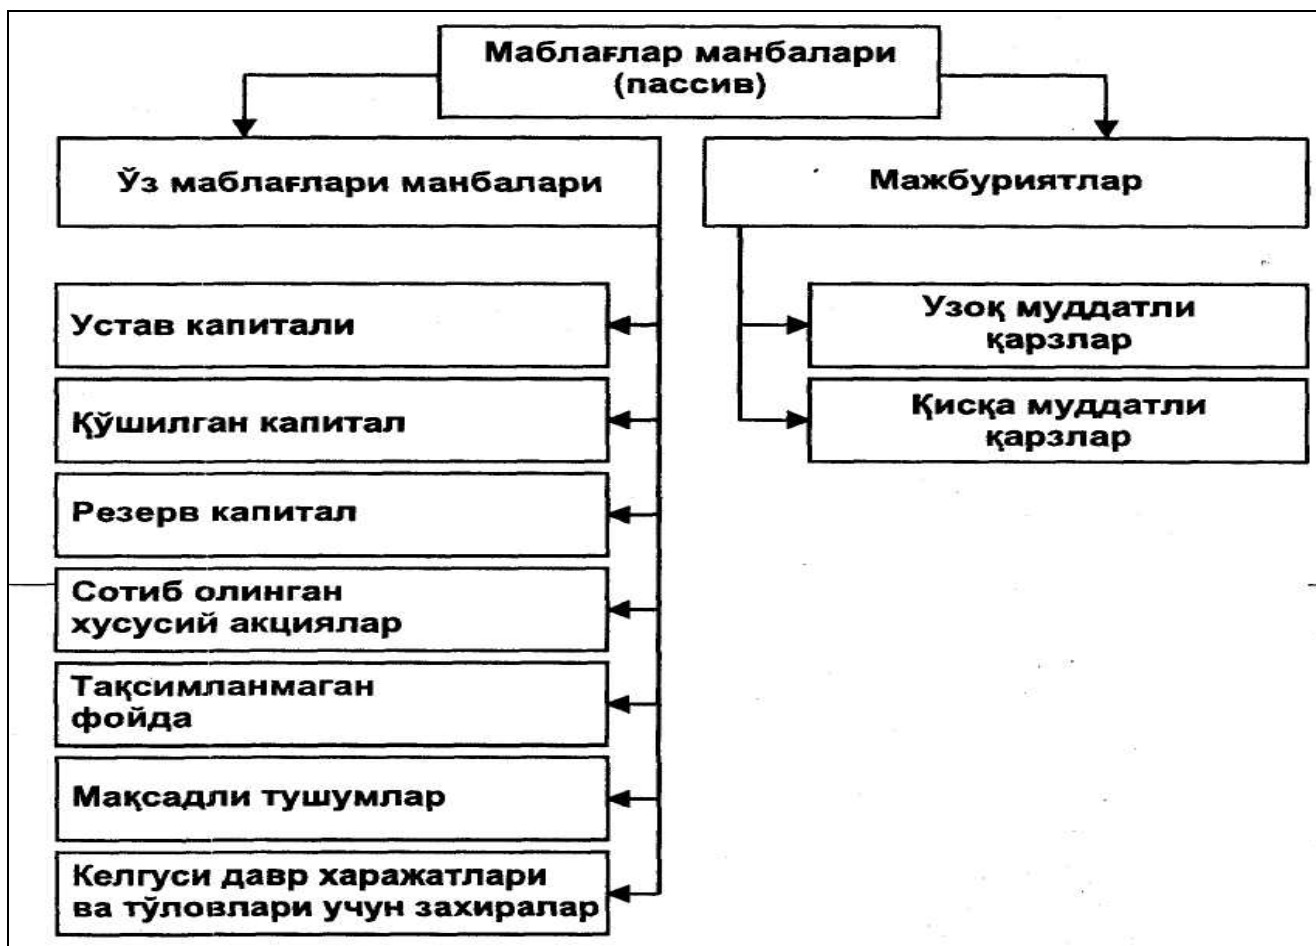 Маблағлар манбалари
(пассив)
Ўз маблағлари манбалари
Мажбуриятлар
Устав капитали
Қўшилган капитал
Резерв капитал
Сотиб олинган
хусусий акциялар
Тақсимланмаган
фойда
Мақсадли тушумлар
Келгуси давр харажатлари
ва тўловлари учун захиралар
Узоқ муддатли
қарзлар
Қисқа муддатли
қарзлар